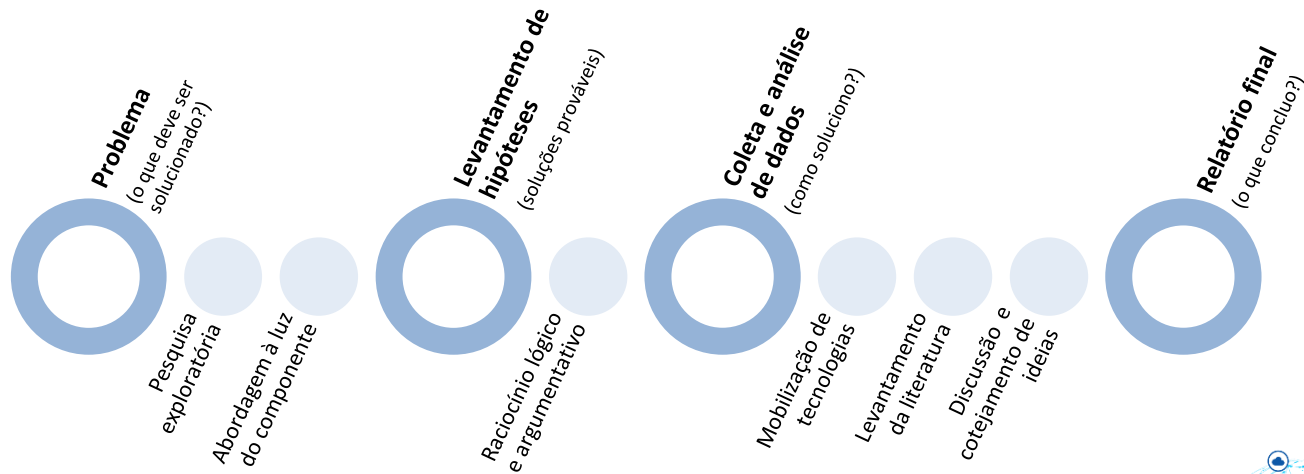 Problema
(o que deve ser
solucionado?)
Pesquisa
exploratória
Abordagem à luz
do componente
Levantamento de
hipóteses
(soluções prováveis)
Raciocínio lógico
e argumentativo
Coleta e análise
de dados
(como soluciono?)
Mobilização de
tecnologias
Levantamento
da literatura
Discussão e
cotejamento de
ideias
Relatório final
(o que concluo?)